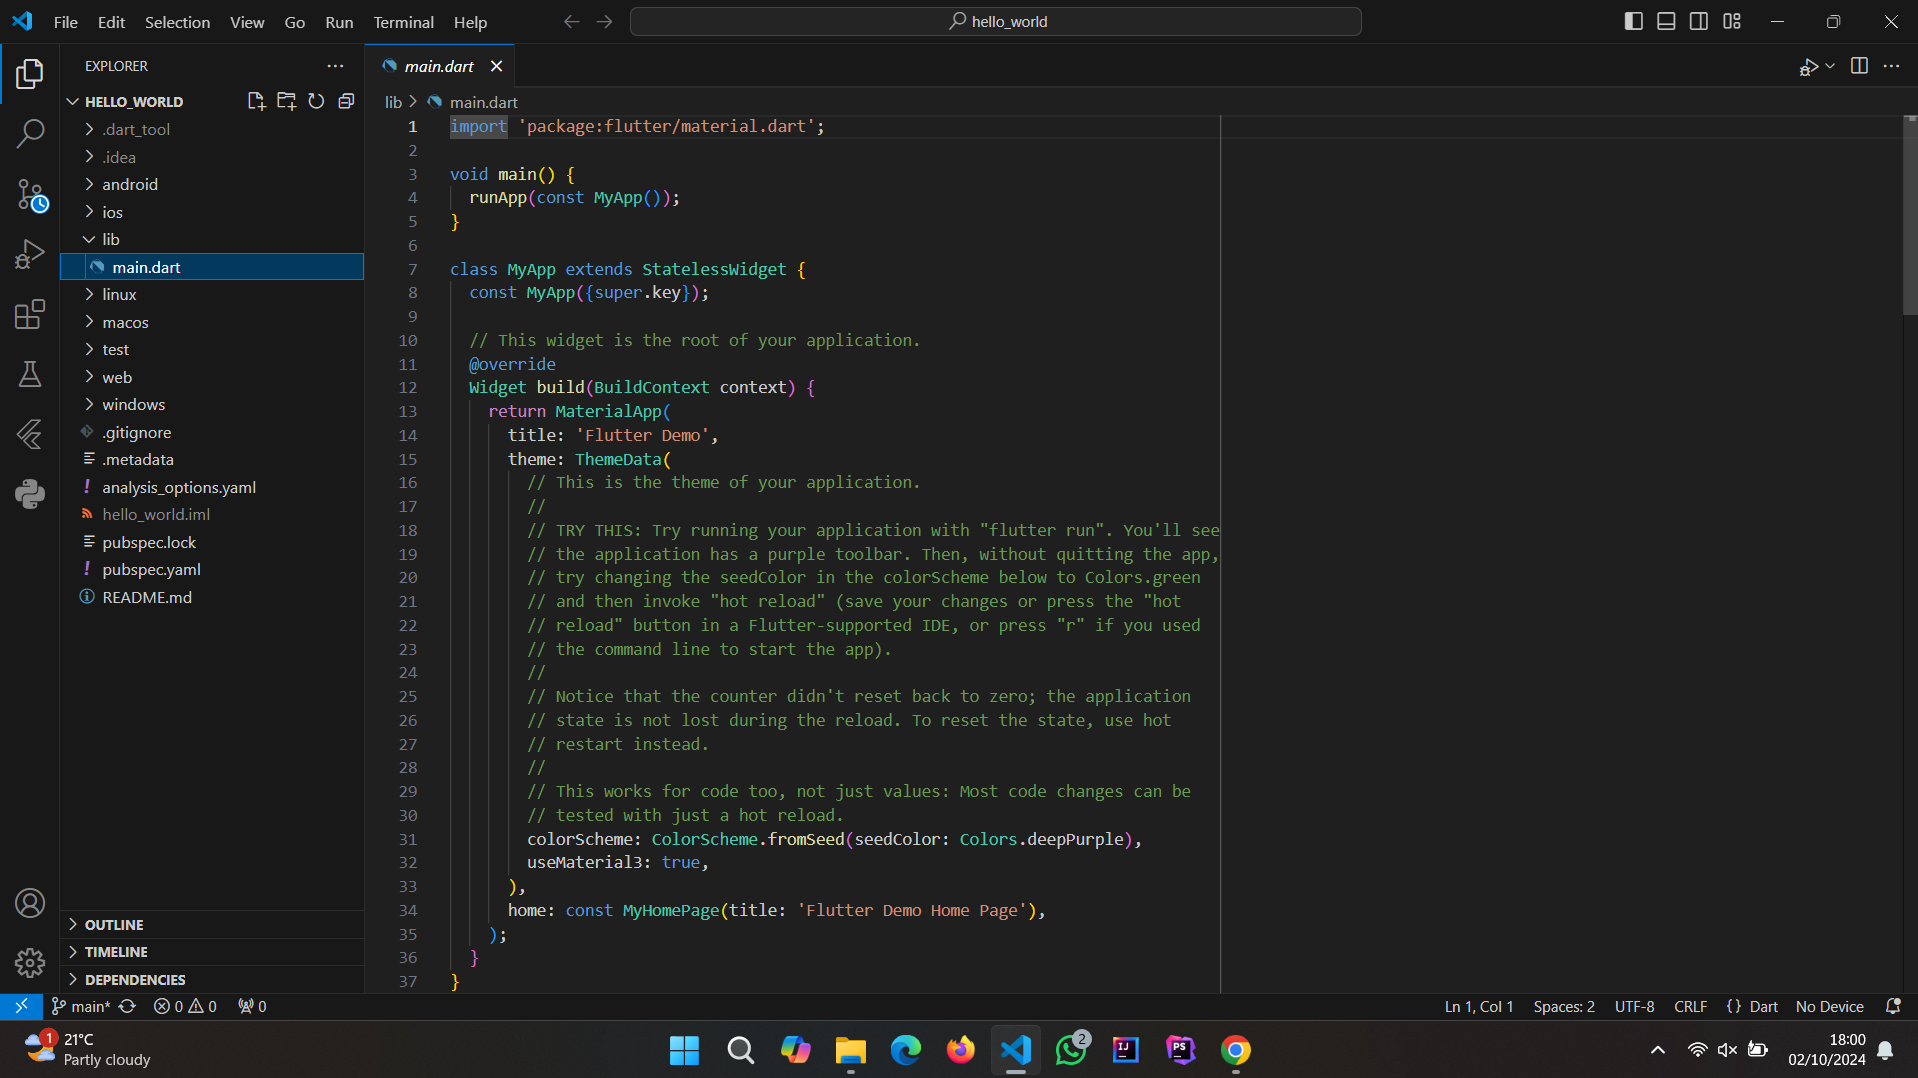 File Edit Selection View Go Run Terminal Help
hello_world
EXPLORER
HELLO_WORLD
.dart_tool
.idea
android
ios
lib
main.dart
linux
macos
test
web
windows
.gitignore
.metadata
analysis_options.yaml
hello_world.iml
pubspec.lock
pubspec.yaml
README.md
OUTLINE
TIMELINE
DEPENDENCIES
main.dart
lib > main.dart
1 import 'package:flutter/material.dart';
2
3 void main() {
4 runApp(const MyApp());
5 }
6
7 class MyApp extends StatelessWidget {
8 const MyApp({super.key});
9
10 // This widget is the root of your application.
11 @override
12 Widget build(BuildContext context) {
13 return MaterialApp(
14 title: 'Flutter Demo',
15 theme: ThemeData(
16 // This is the theme of your application.
17 //
18 // TRY THIS: Try running your application with "flutter run". You'll see
19 // the application has a purple toolbar. Then, without quitting the app,
20 // try changing the seedColor in the colorScheme below to Colors.green
21 // and then invoke "hot reload" (save your changes or press the "hot
22 // reload" button in a Flutter-supported IDE, or press "r" if you used
23 // the command line to start the app).
24 //
25 // Notice that the counter didn't reset back to zero; the application
26 // state is not lost during the reload. To reset the state, use hot
27 // restart instead.
28 //
29 // This works for code too, not just values: Most code changes can be
30 // tested with just a hot reload.
31 colorScheme: ColorScheme.fromSeed(seedColor: Colors.deepPurple),
32 useMaterial3: true,
33 ),
34 home: const MyHomePage(title: 'Flutter Demo Home Page'),
35 );
36 }
37 }
main* 0 0 0
Ln 1, Col 1 Spaces: 2 UTF-8 CRLF {} Dart No Device
1
21°C
Partly cloudy
2
IJ
PS
18:00
02/10/2024